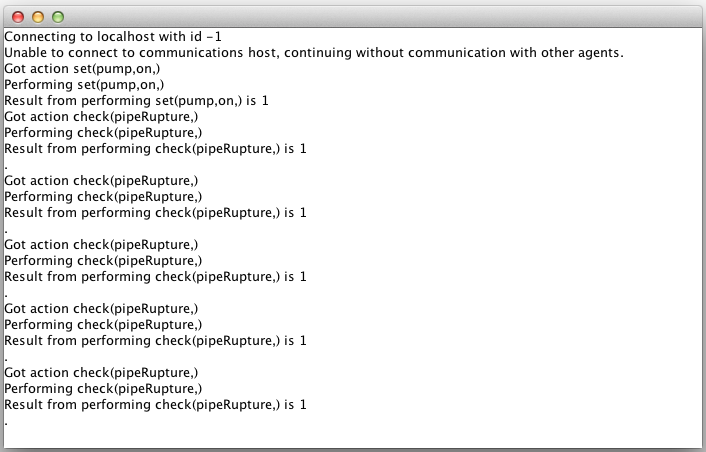 Connecting to localhost with id -1
Unable to connect to communications host, continuing without communication with other agents.
Got action set(pump,on,)
Performing set(pump,on,)
Result from performing set(pump,on,) is 1
Got action check(pipeRupture,)
Performing check(pipeRupture,)
Result from performing check(pipeRupture,) is 1
.
Got action check(pipeRupture,)
Performing check(pipeRupture,)
Result from performing check(pipeRupture,) is 1
.
Got action check(pipeRupture,)
Performing check(pipeRupture,)
Result from performing check(pipeRupture,) is 1
.
Got action check(pipeRupture,)
Performing check(pipeRupture,)
Result from performing check(pipeRupture,) is 1
.
Got action check(pipeRupture,)
Performing check(pipeRupture,)
Result from performing check(pipeRupture,) is 1
.